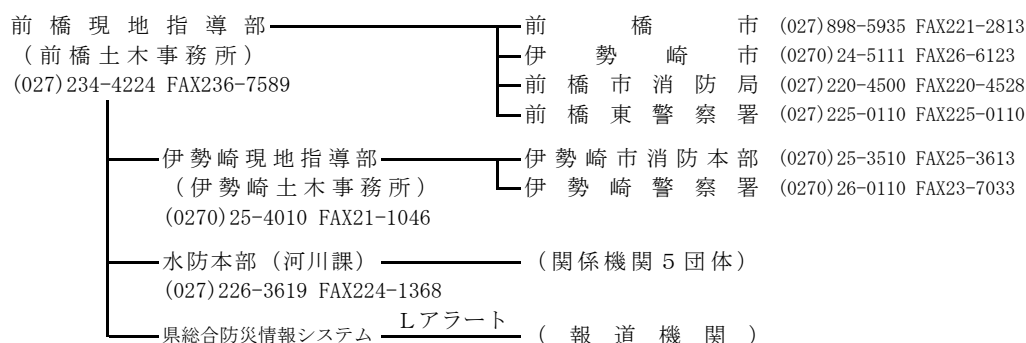 前橋現地指導部 前橋市 (027)898-5935 FAX221-2813
(前橋土木事務所) 伊勢崎市 (0270)24-5111 FAX26-6123
(027)234-4224 FAX236-7589 前橋市消防局 (027)220-4500 FAX220-4528
前橋東警察署 (027)225-0110 FAX225-0110
伊勢崎現地指導部 伊勢崎市消防本部 (0270)25-3510 FAX25-3613
(伊勢崎土木事務所) 伊勢崎警察署 (0270)26-0110 FAX23-7033
(0270)25-4010 FAX21-1046
水防本部(河川課) (関係機関5団体)
(027)226-3619 FAX224-1368
県総合防災情報システム Lアラート (報道機関)